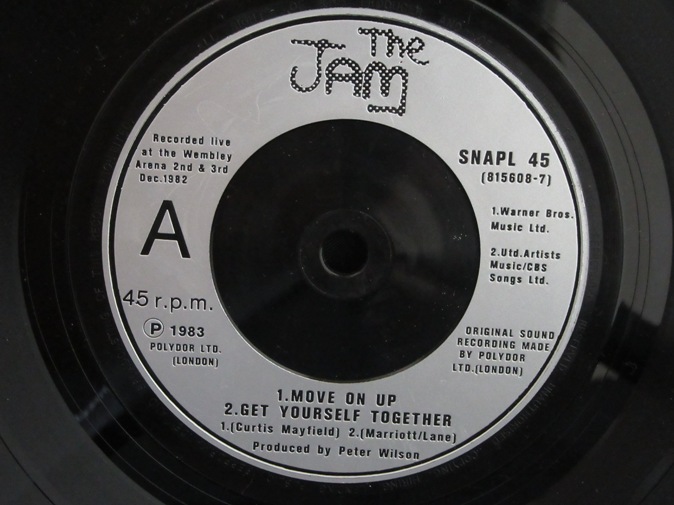 The
JAM
Recorded live
at the Wembley
Arena 2nd & 3rd
Dec.1982
A
45 r.p.m.
Ⓟ 1983
POLYDOR LTD.
(LONDON)
SNAPL 45
(815608-7)
1.Warner Bros.
Music Ltd.
2.Utd.Artists
Music/CBS
Songs Ltd.
ORIGINAL SOUND
RECORDING MADE
BY POLYDOR
LTD.(LONDON)
1.MOVE ON UP
2.GET YOURSELF TOGETHER
1.(Curtis Mayfield) 2.(Marriott/Lane)
Produced by Peter Wilson